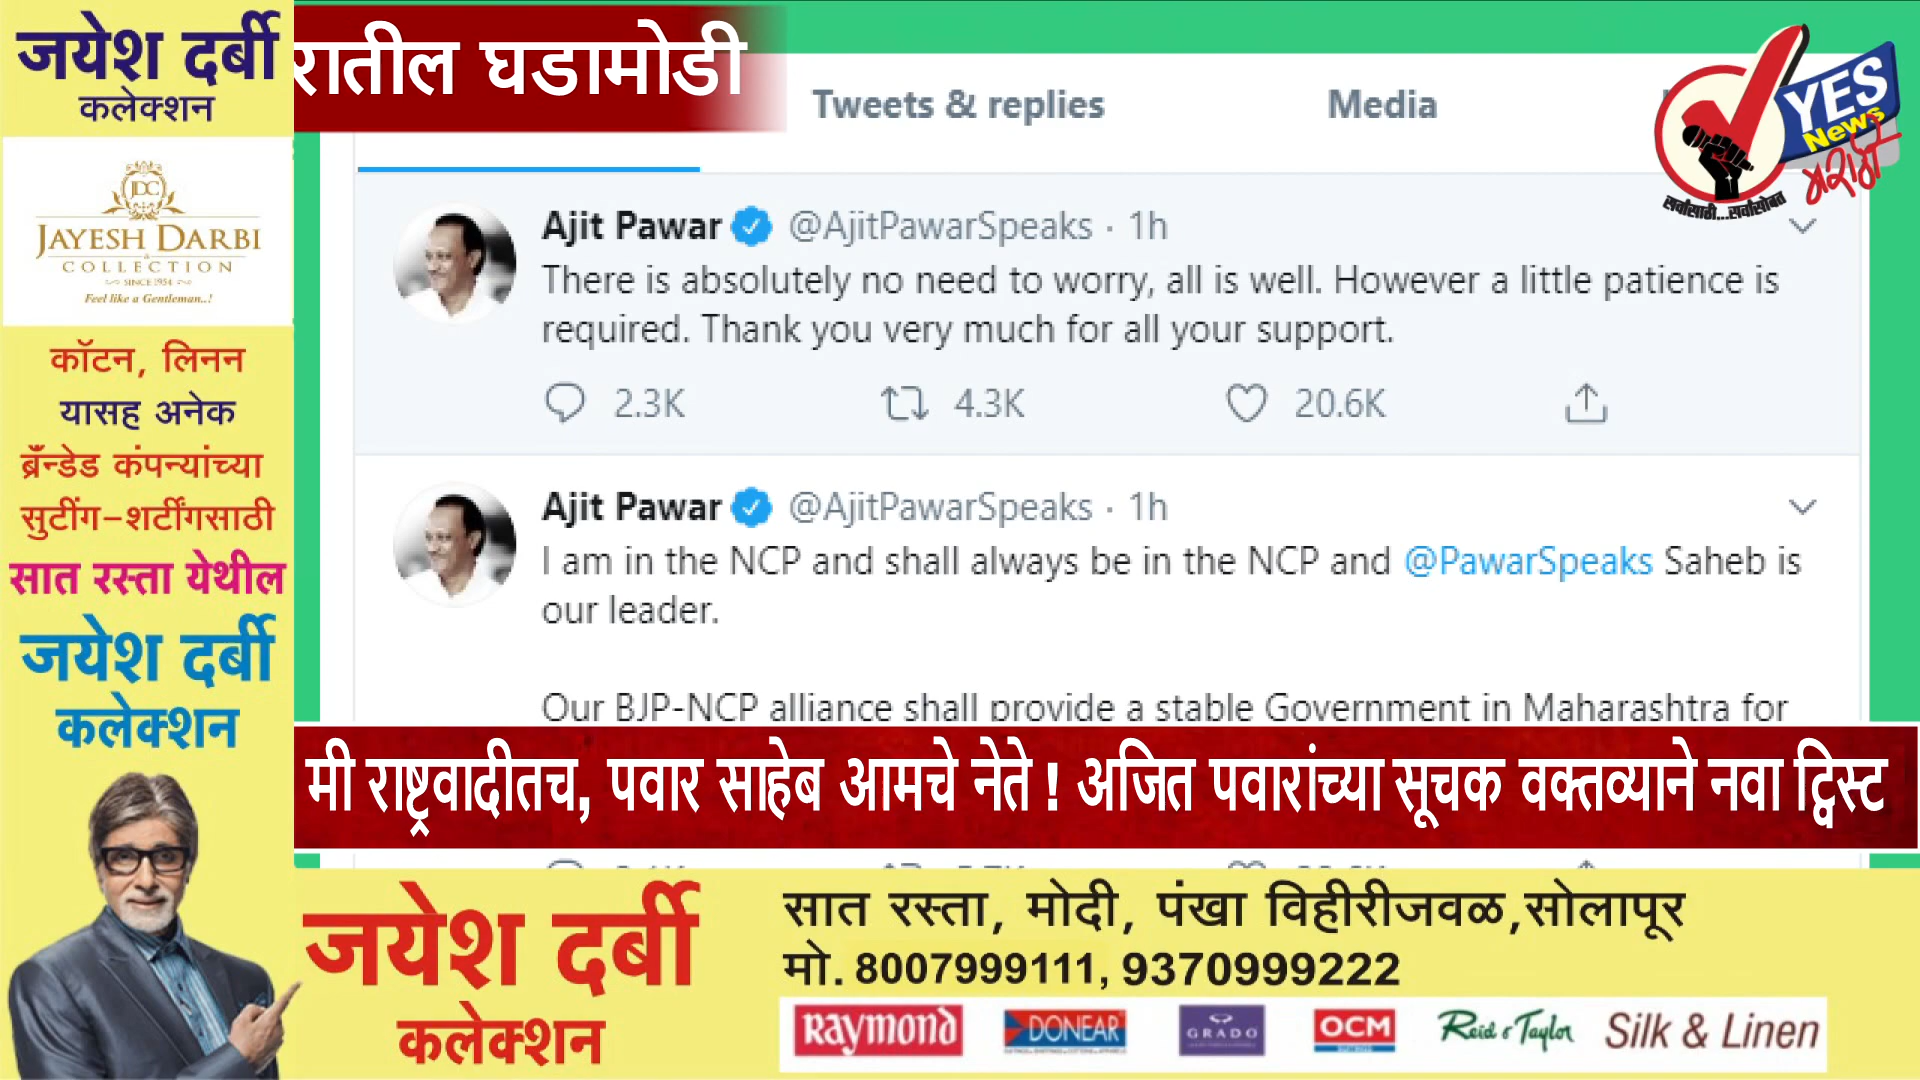 जयेश दर्बी
कलेक्शन
JDC
JAYESH DARBI
&
COLLECTION
SINCE 1954
Feel like a Gentleman..!
कॉटन, लिनन
यासह अनेक
ब्रँन्डेड कंपन्यांच्या
सुटींग-शर्टींगसाठी
सात रस्ता येथील
जयेश दर्बी
कलेक्शन
रातील घडामोडी
Tweets & replies
Media
YES
News
मराठी
सर्वांसाठी...सर्वांसोबत
Ajit Pawar @AjitPawarSpeaks · 1h
There is absolutely no need to worry, all is well. However a little patience is
required. Thank you very much for all your support.
2.3K 4.3K 20.6K
Ajit Pawar @AjitPawarSpeaks · 1h
I am in the NCP and shall always be in the NCP and @PawarSpeaks Saheb is
our leader.
Our BJP-NCP alliance shall provide a stable Government in Maharashtra for
मी राष्ट्रवादीतच, पवार साहेब आमचे नेते ! अजित पवारांच्या सूचक वक्तव्याने नवा ट्विस्ट
जयेश दर्बी
कलेक्शन
सात रस्ता, मोदी, पंखा विहीरीजवळ,सोलापूर
मो. 8007999111, 9370999222
Raymond
DONEAR
GRADO
OCM
Reid & Taylor
Silk & Linen